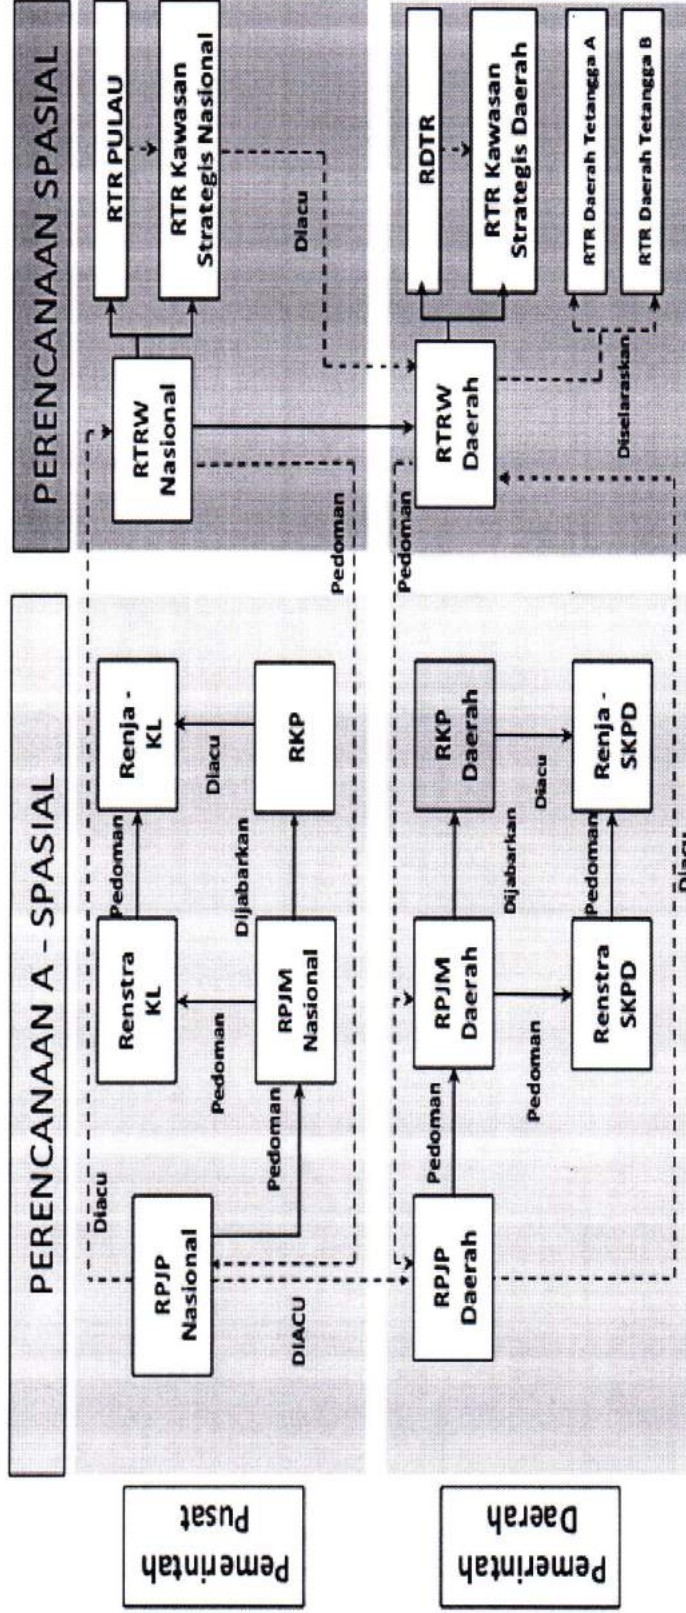 PERENCANAAN A - SPASIAL
PERENCANAAN SPASIAL
Pemerintah
Pusat
Diacu
RPJP
Nasional
Pedoman
Renstra
KL
Pedoman
RPJM
Nasional
Pedoman
Dijabarkan
Renja -
KL
Diacu
RKP
DIACU
Pedoman
RTRW
Nasional
RTR PULAU
RTR Kawasan
Strategis Nasional
Diacu
Pemerintah
Daerah
RPJP
Daerah
Pedoman
RPJM
Daerah
Pedoman
Renstra
SKPD
Dijabarkan
Pedoman
RKP
Daerah
Diacu
Renja -
SKPD
Pedoman
Diacu
RTRW
Daerah
RDTR
RTR Kawasan
Strategis Daerah
Diselaraskan
RTR Daerah Tetangga A
RTR Daerah Tetangga B